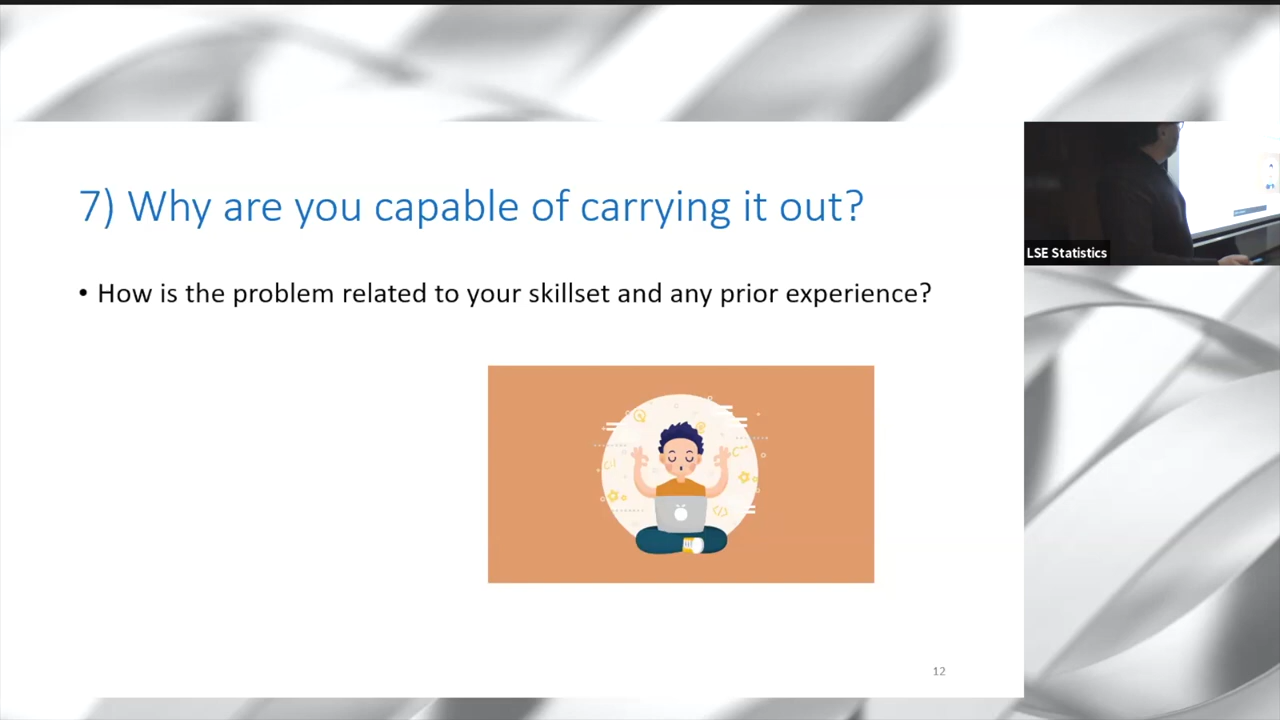 7) Why are you capable of carrying it out?
• How is the problem related to your skillset and any prior experience?
LSE Statistics
12